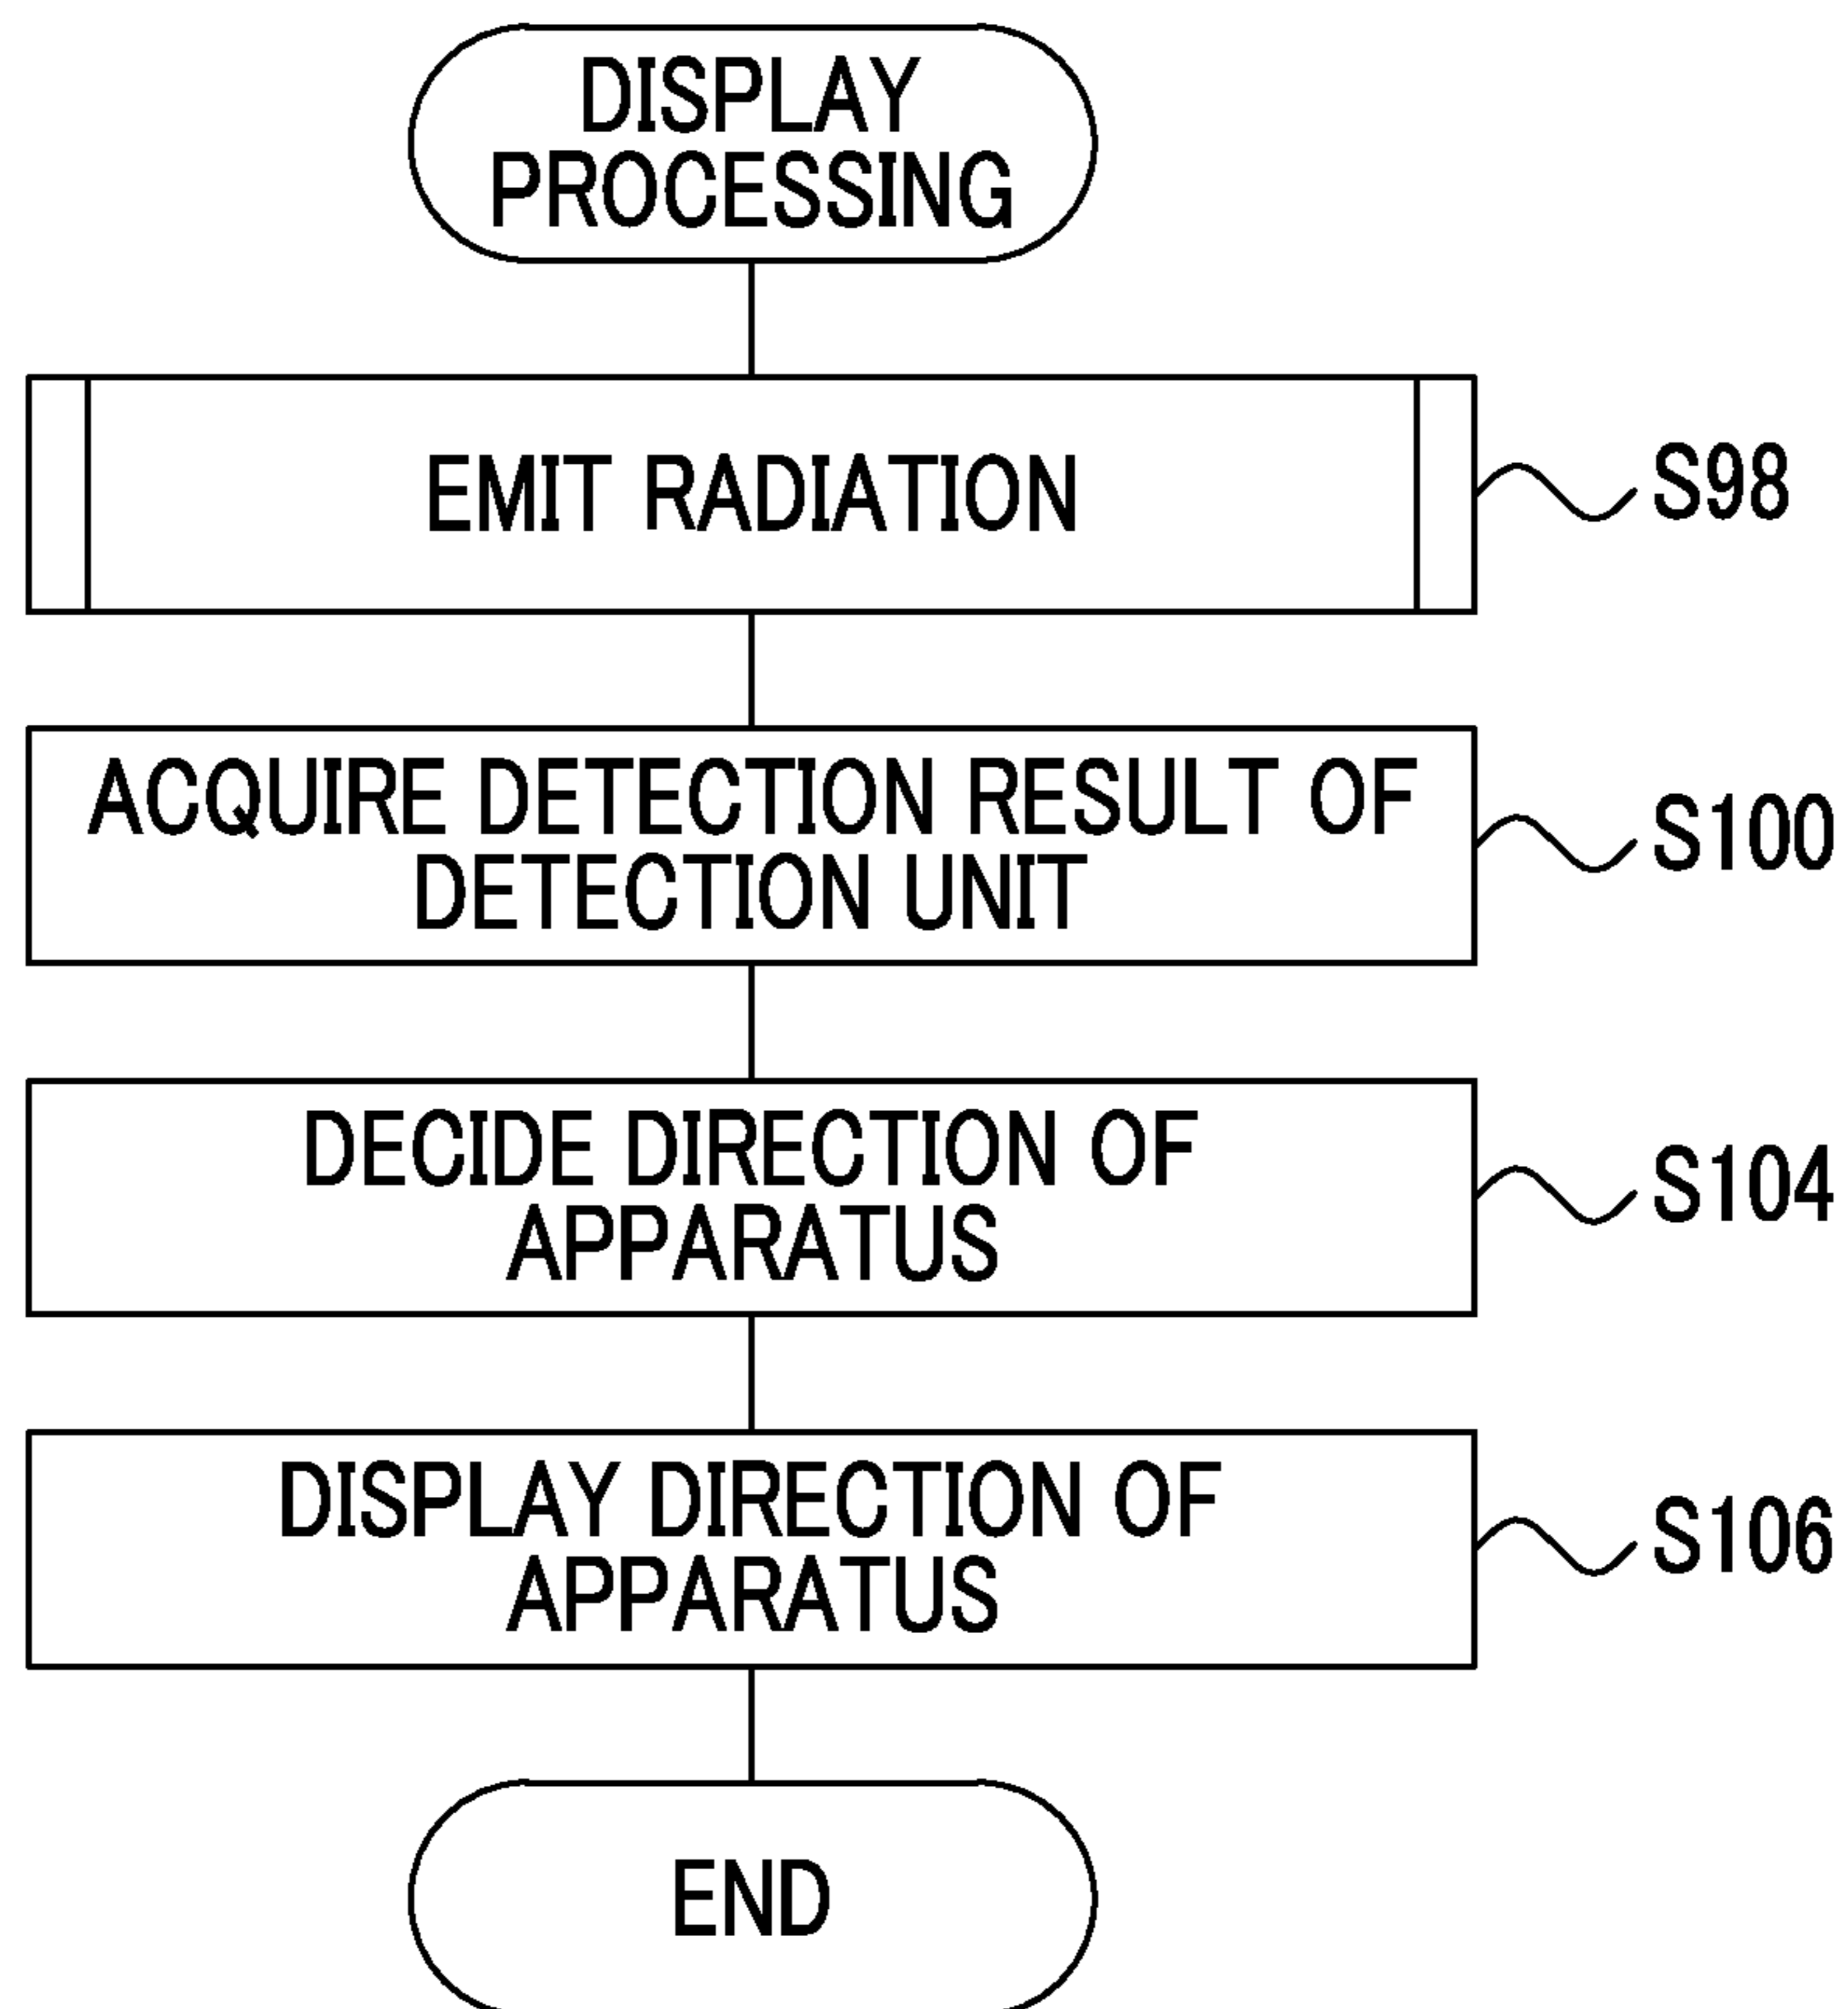 DISPLAY
PROCESSING
EMIT RADIATION
S98
ACQUIRE DETECTION RESULT OF
DETECTION UNIT
S100
DECIDE DIRECTION OF
APPARATUS
S104
DISPLAY DIRECTION OF
APPARATUS
S106
END